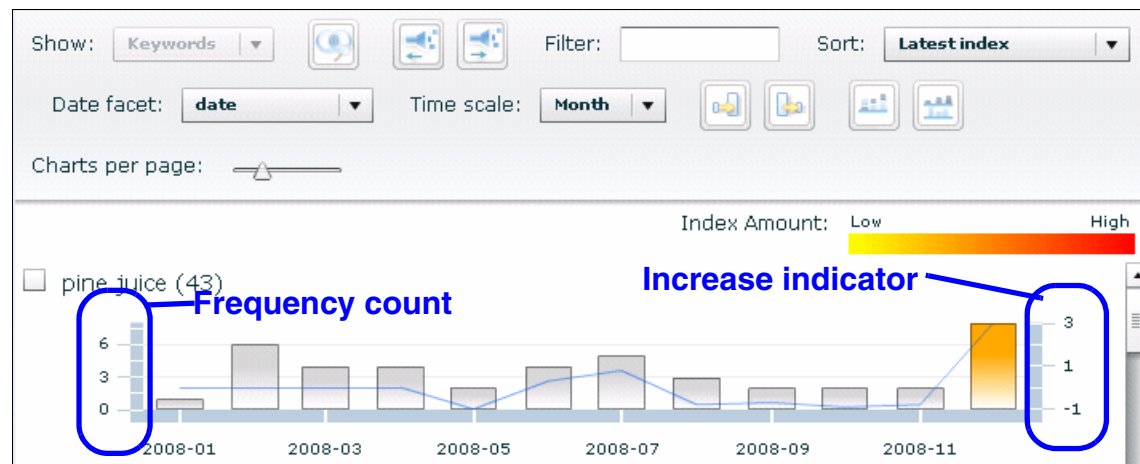 Show: Keywords Filter: Sort: Latest index
Date facet: date Time scale: Month
Charts per page:
Index Amount: Low High
pine juice (43)
Frequency count
Increase indicator
6
3
0
3
1
-1
2008-01 2008-03 2008-05 2008-07 2008-09 2008-11